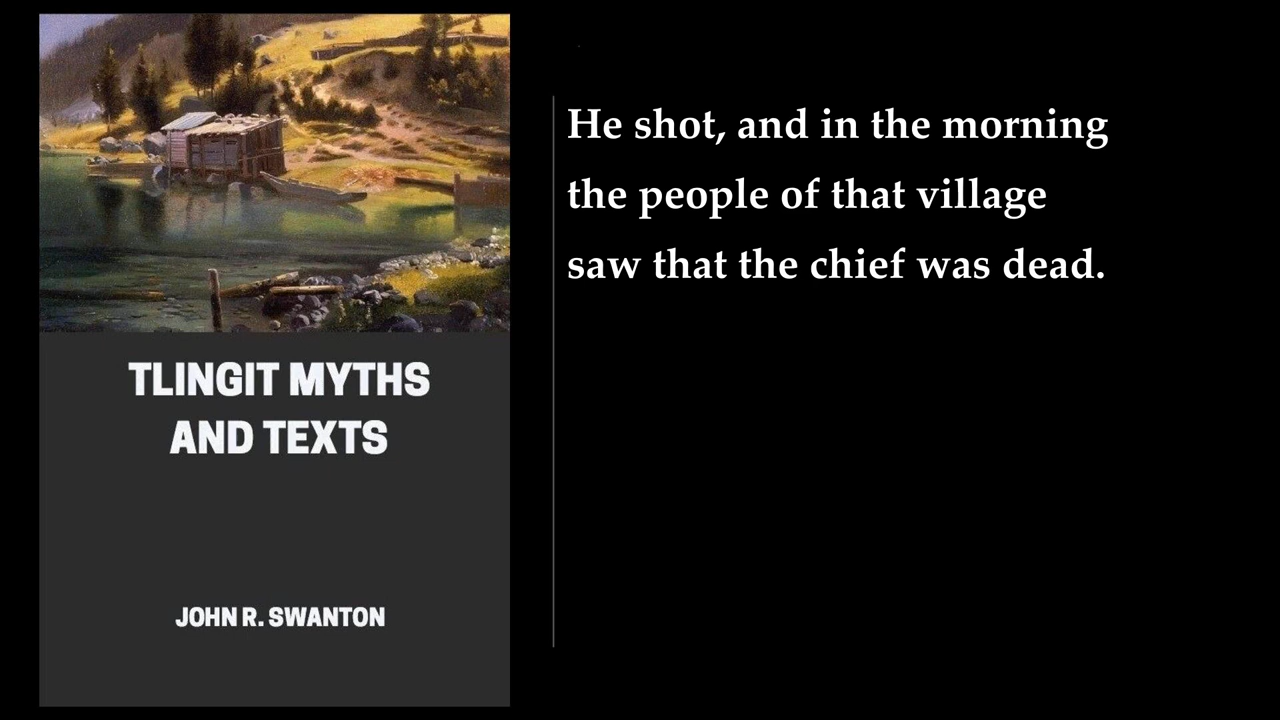 TLINGIT MYTHS
AND TEXTS
JOHN R. SWANTON
He shot, and in the morning
the people of that village
saw that the chief was dead.